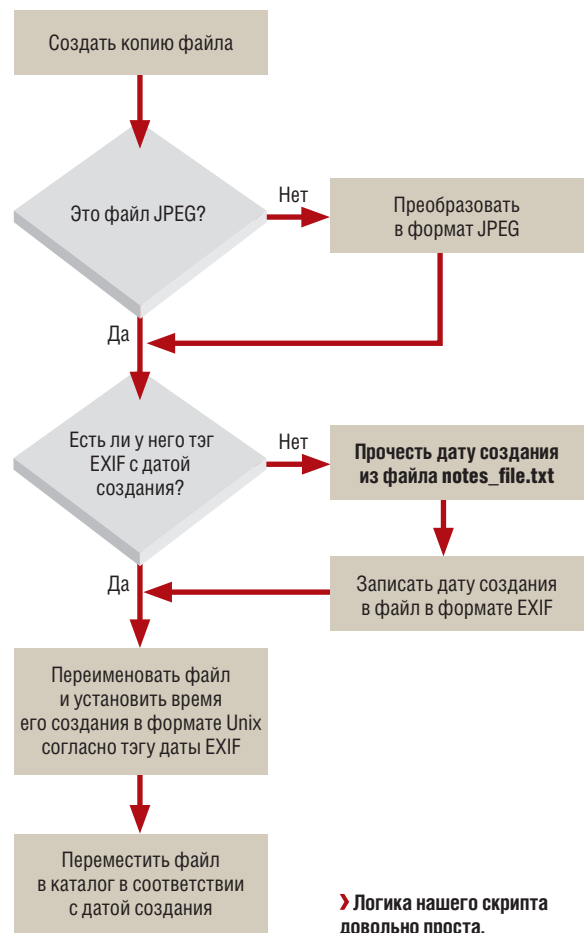 Создать копию файла
Это файл JPEG?
Нет
Преобразовать
в формат JPEG
Да
Есть ли у него тэг
EXIF с датой
создания?
Нет
Прочесть дату создания
из файла notes_file.txt
Да
Записать дату создания
в файл в формате EXIF
Переименовать файл
и установить время
его создания в формате Unix
согласно тэгу даты EXIF
Переместить файл
в каталог в соответствии
с датой создания
Логика нашего скрипта
довольно проста.